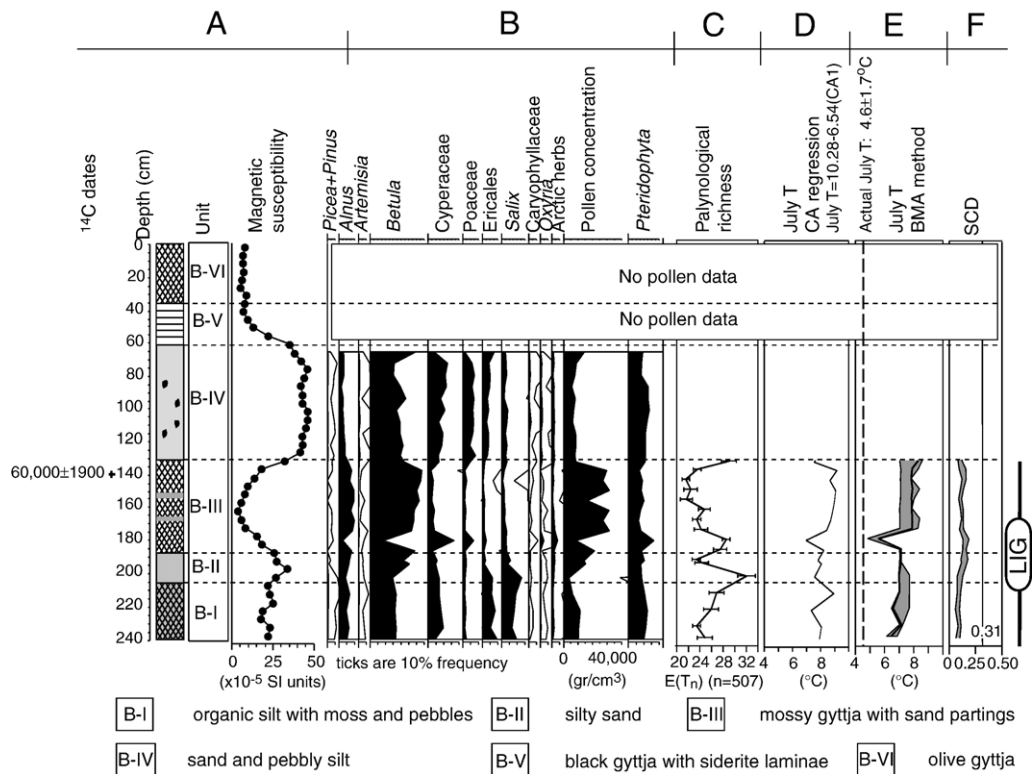 A B C D E F
14C dates
Depth (cm)
Unit
Magnetic
susceptibility
Picea+Pinus
Alnus
Artemisia
Betula
Cyperaceae
Poaceae
Ericales
Salix
Caryophyllaceae
Oxyria
Arctic herbs
Pollen concentration
Pteridophyta
Palynological
richness
July T
CA regression
July T=10.28-6.54(CA1)
Actual July T: 4.6±1.7°C
July T
BMA method
SCD
0
20
40
60
80
100
120
140
160
180
200
220
240
60,000±1900
B-VI
B-V
B-IV
B-III
B-II
B-I
No pollen data
No pollen data
LIG
0.31
0 50
(x10-5 SI units)
ticks are 10% frequency
0 40,000
(gr/cm3)
20 24 28 32
E(Tn) (n=507)
4 8 12
(°C)
4 6 8 12
(°C)
0 0.25 0.50
B-I organic silt with moss and pebbles
B-II silty sand
B-III mossy gyttja with sand partings
B-IV sand and pebbly silt
B-V black gyttja with siderite laminae
B-VI olive gyttja